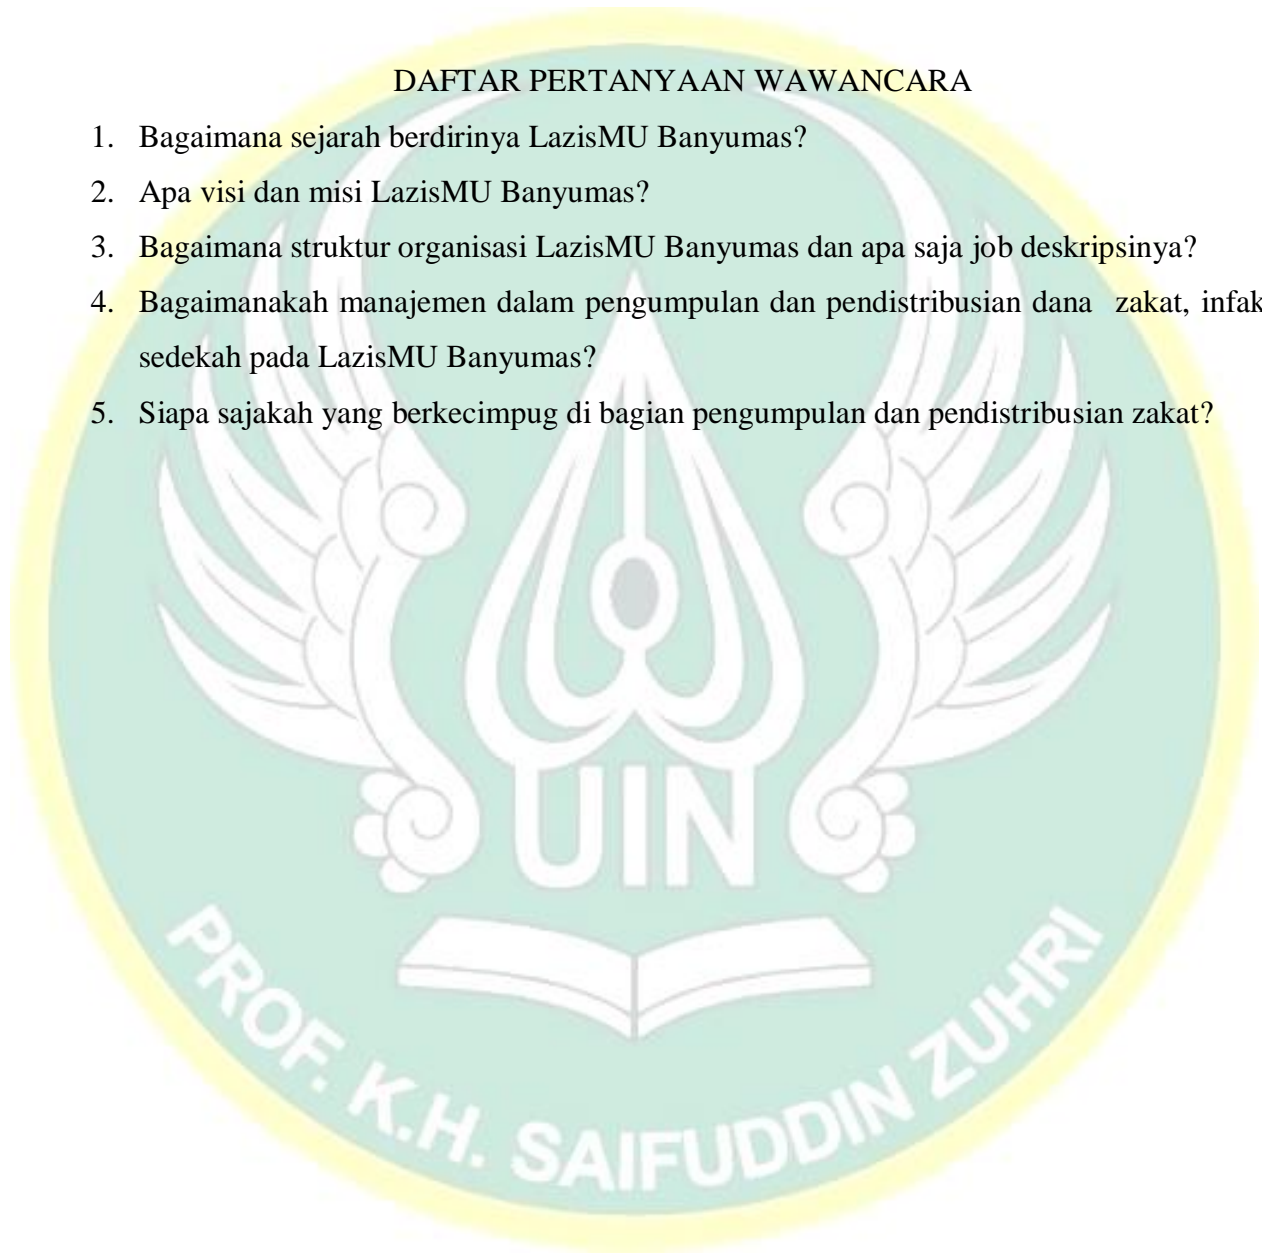 DAFTAR PERTANYAAN WAWANCARA
1. Bagaimana sejarah berdirinya LazisMU Banyumas?
2. Apa visi dan misi LazisMU Banyumas?
3. Bagaimana struktur organisasi LazisMU Banyumas dan apa saja job deskripsinya?
4. Bagaimanakah manajemen dalam pengumpulan dan pendistribusian dana zakat, infak
sedekah pada LazisMU Banyumas?
5. Siapa sajakah yang berkecimpug di bagian pengumpulan dan pendistribusian zakat?
UIN
PROF. K.H. SAIFUDDIN ZUHRI